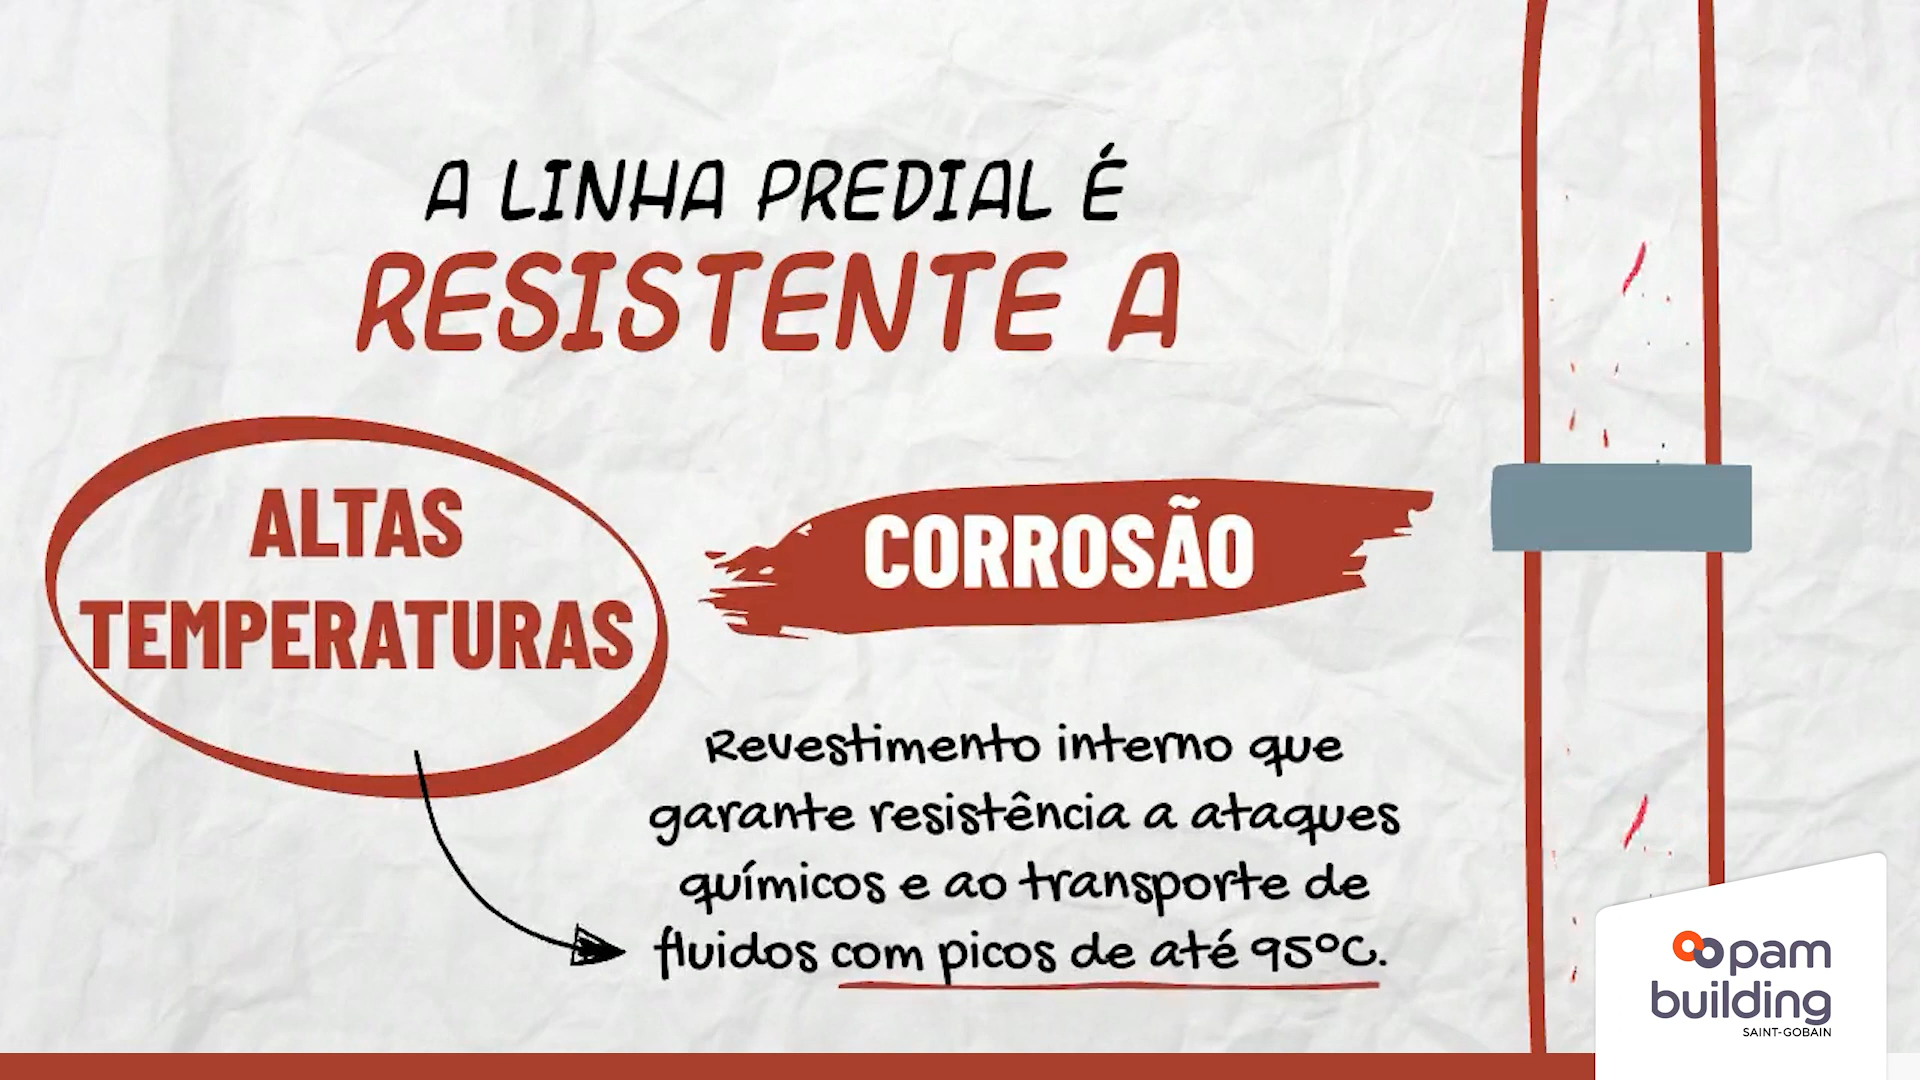 A LINHA PREDIAL É
RESISTENTE A
ALTAS
TEMPERATURAS
CORROSÃO
Revestimento interno que
garante resistência a ataques
químicos e ao transporte de
fluidos com picos de até 95ºC.
pam
building
SAINT-GOBAIN